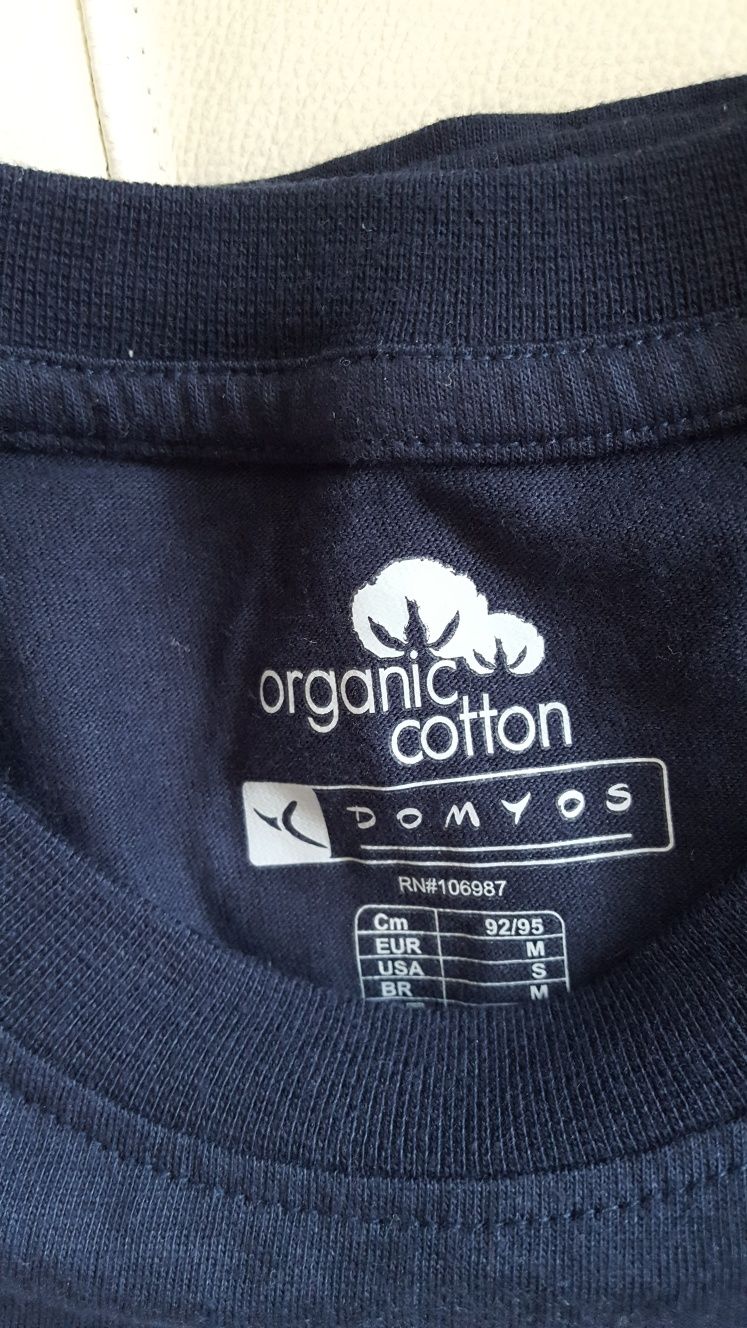 organic
cotton
DOMYOS
RN#106987
Cm 92/95
EUR M
USA S
BR M